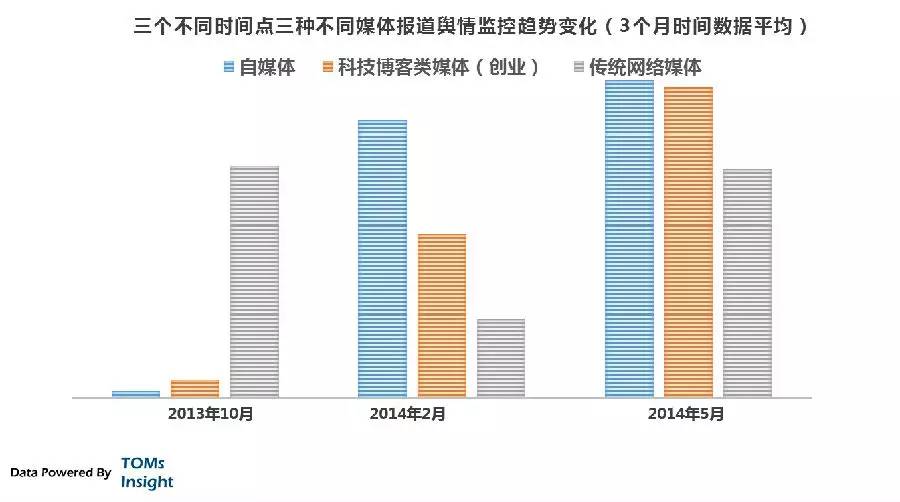 三个不同时间点三种不同媒体报道舆情监控趋势变化（3个月时间数据平均）
自媒体 科技博客类媒体（创业） 传统网络媒体
2013年10月 2014年2月 2014年5月
Data Powered By TOMs
Insight